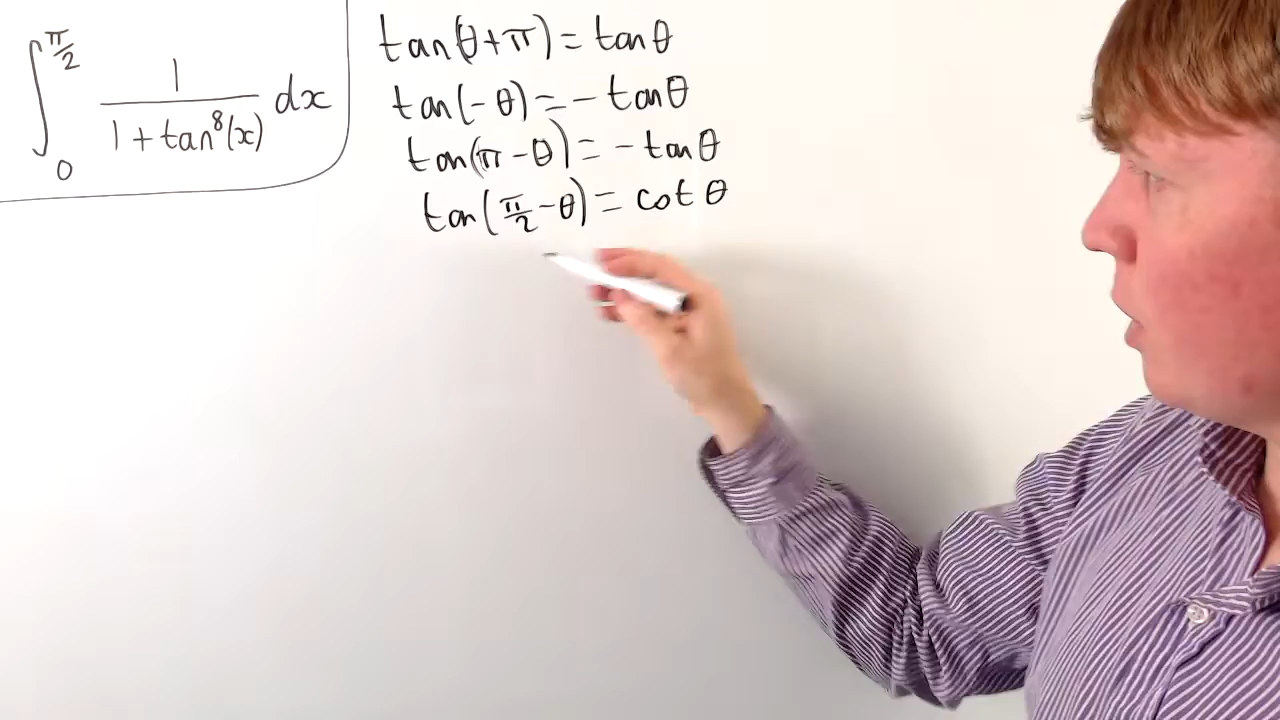 ∫₀^(π/2) 1/(1 + tan⁸(x)) dx
tan(θ+π) = tanθ
tan(-θ) = -tanθ
tan(π-θ) = -tanθ
tan(π/2-θ) = cotθ